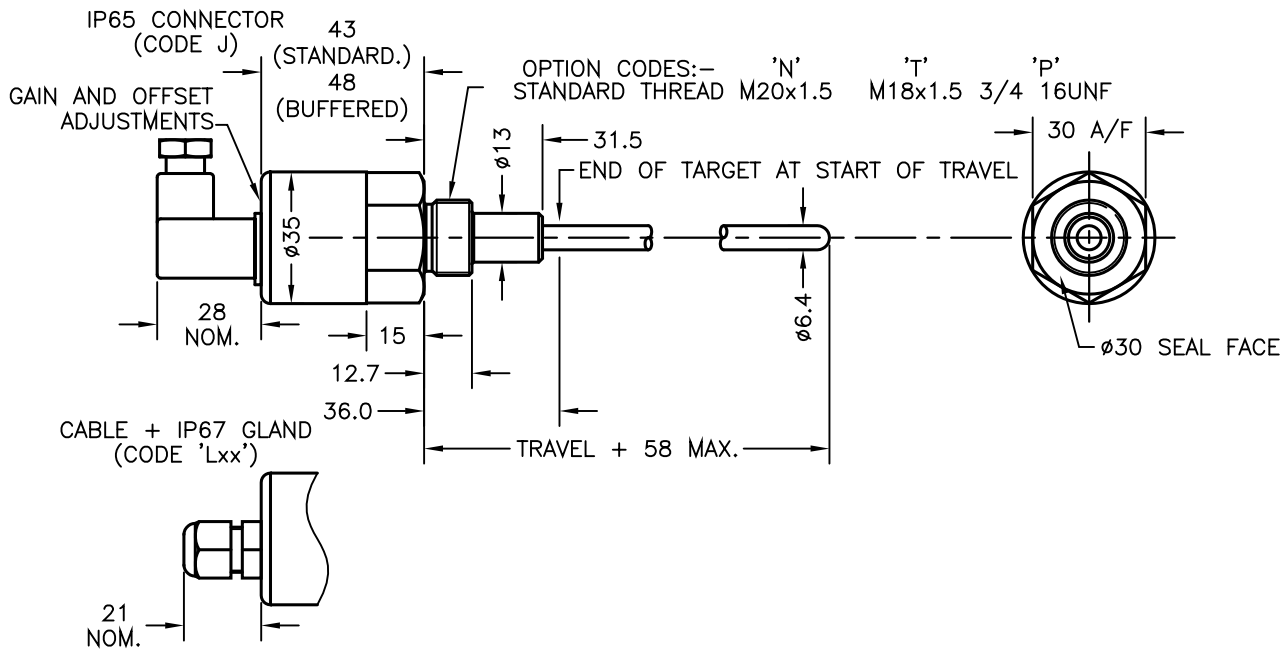 IP65 CONNECTOR
(CODE J)
43
(STANDARD.)
48
(BUFFERED)
OPTION CODES:- 'N' 'T' 'P'
STANDARD THREAD M20x1.5 M18x1.5 3/4 16UNF
GAIN AND OFFSET
ADJUSTMENTS
ø13
31.5
30 A/F
END OF TARGET AT START OF TRAVEL
ø35
28
NOM.
15
ø6.4
ø30 SEAL FACE
12.7
36.0
TRAVEL + 58 MAX.
CABLE + IP67 GLAND
(CODE 'Lxx')
21
NOM.